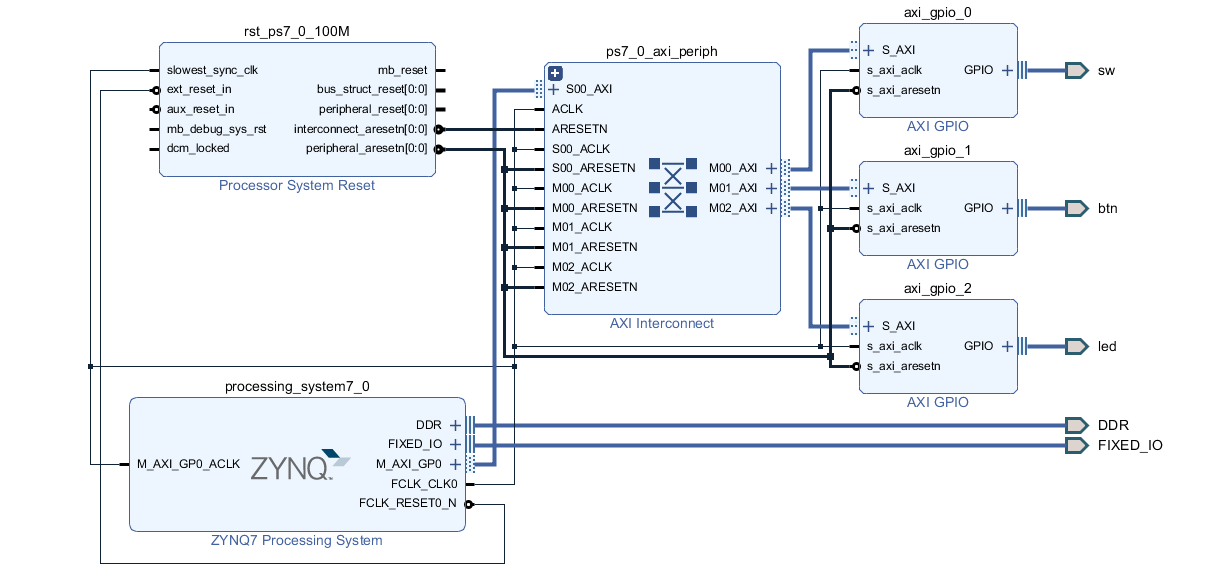 rst_ps7_0_100M
slowest_sync_clk
ext_reset_in
aux_reset_in
mb_debug_sys_rst
dcm_locked
mb_reset
bus_struct_reset[0:0]
peripheral_reset[0:0]
interconnect_aresetn[0:0]
peripheral_aresetn[0:0]
Processor System Reset
ps7_0_axi_periph
S00_AXI
ACLK
ARESETN
S00_ACLK
S00_ARESETN
M00_ACLK
M00_ARESETN
M01_ACLK
M01_ARESETN
M02_ACLK
M02_ARESETN
M00_AXI
M01_AXI
M02_AXI
AXI Interconnect
axi_gpio_0
S_AXI
s_axi_aclk
s_axi_aresetn
GPIO
AXI GPIO
sw
axi_gpio_1
S_AXI
s_axi_aclk
s_axi_aresetn
GPIO
AXI GPIO
btn
axi_gpio_2
S_AXI
s_axi_aclk
s_axi_aresetn
GPIO
AXI GPIO
led
processing_system7_0
M_AXI_GP0_ACLK
ZYNQ
DDR
FIXED_IO
M_AXI_GP0
FCLK_CLK0
FCLK_RESET0_N
ZYNQ7 Processing System
DDR
FIXED_IO